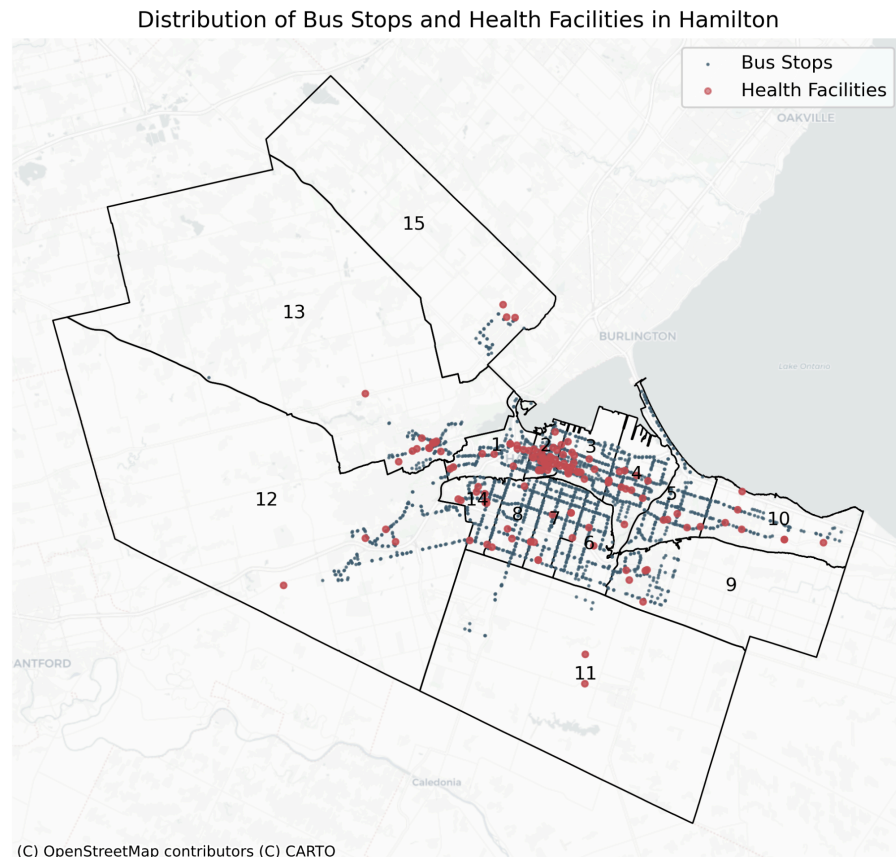 Distribution of Bus Stops and Health Facilities in Hamilton
Bus Stops
Health Facilities
OAKVILLE
15
13
BURLINGTON
Lake Ontario
1
2
3
4
5
12
14
8
7
6
10
9
ANTFORD
11
Caledonia
(C) OpenStreetMap contributors (C) CARTO